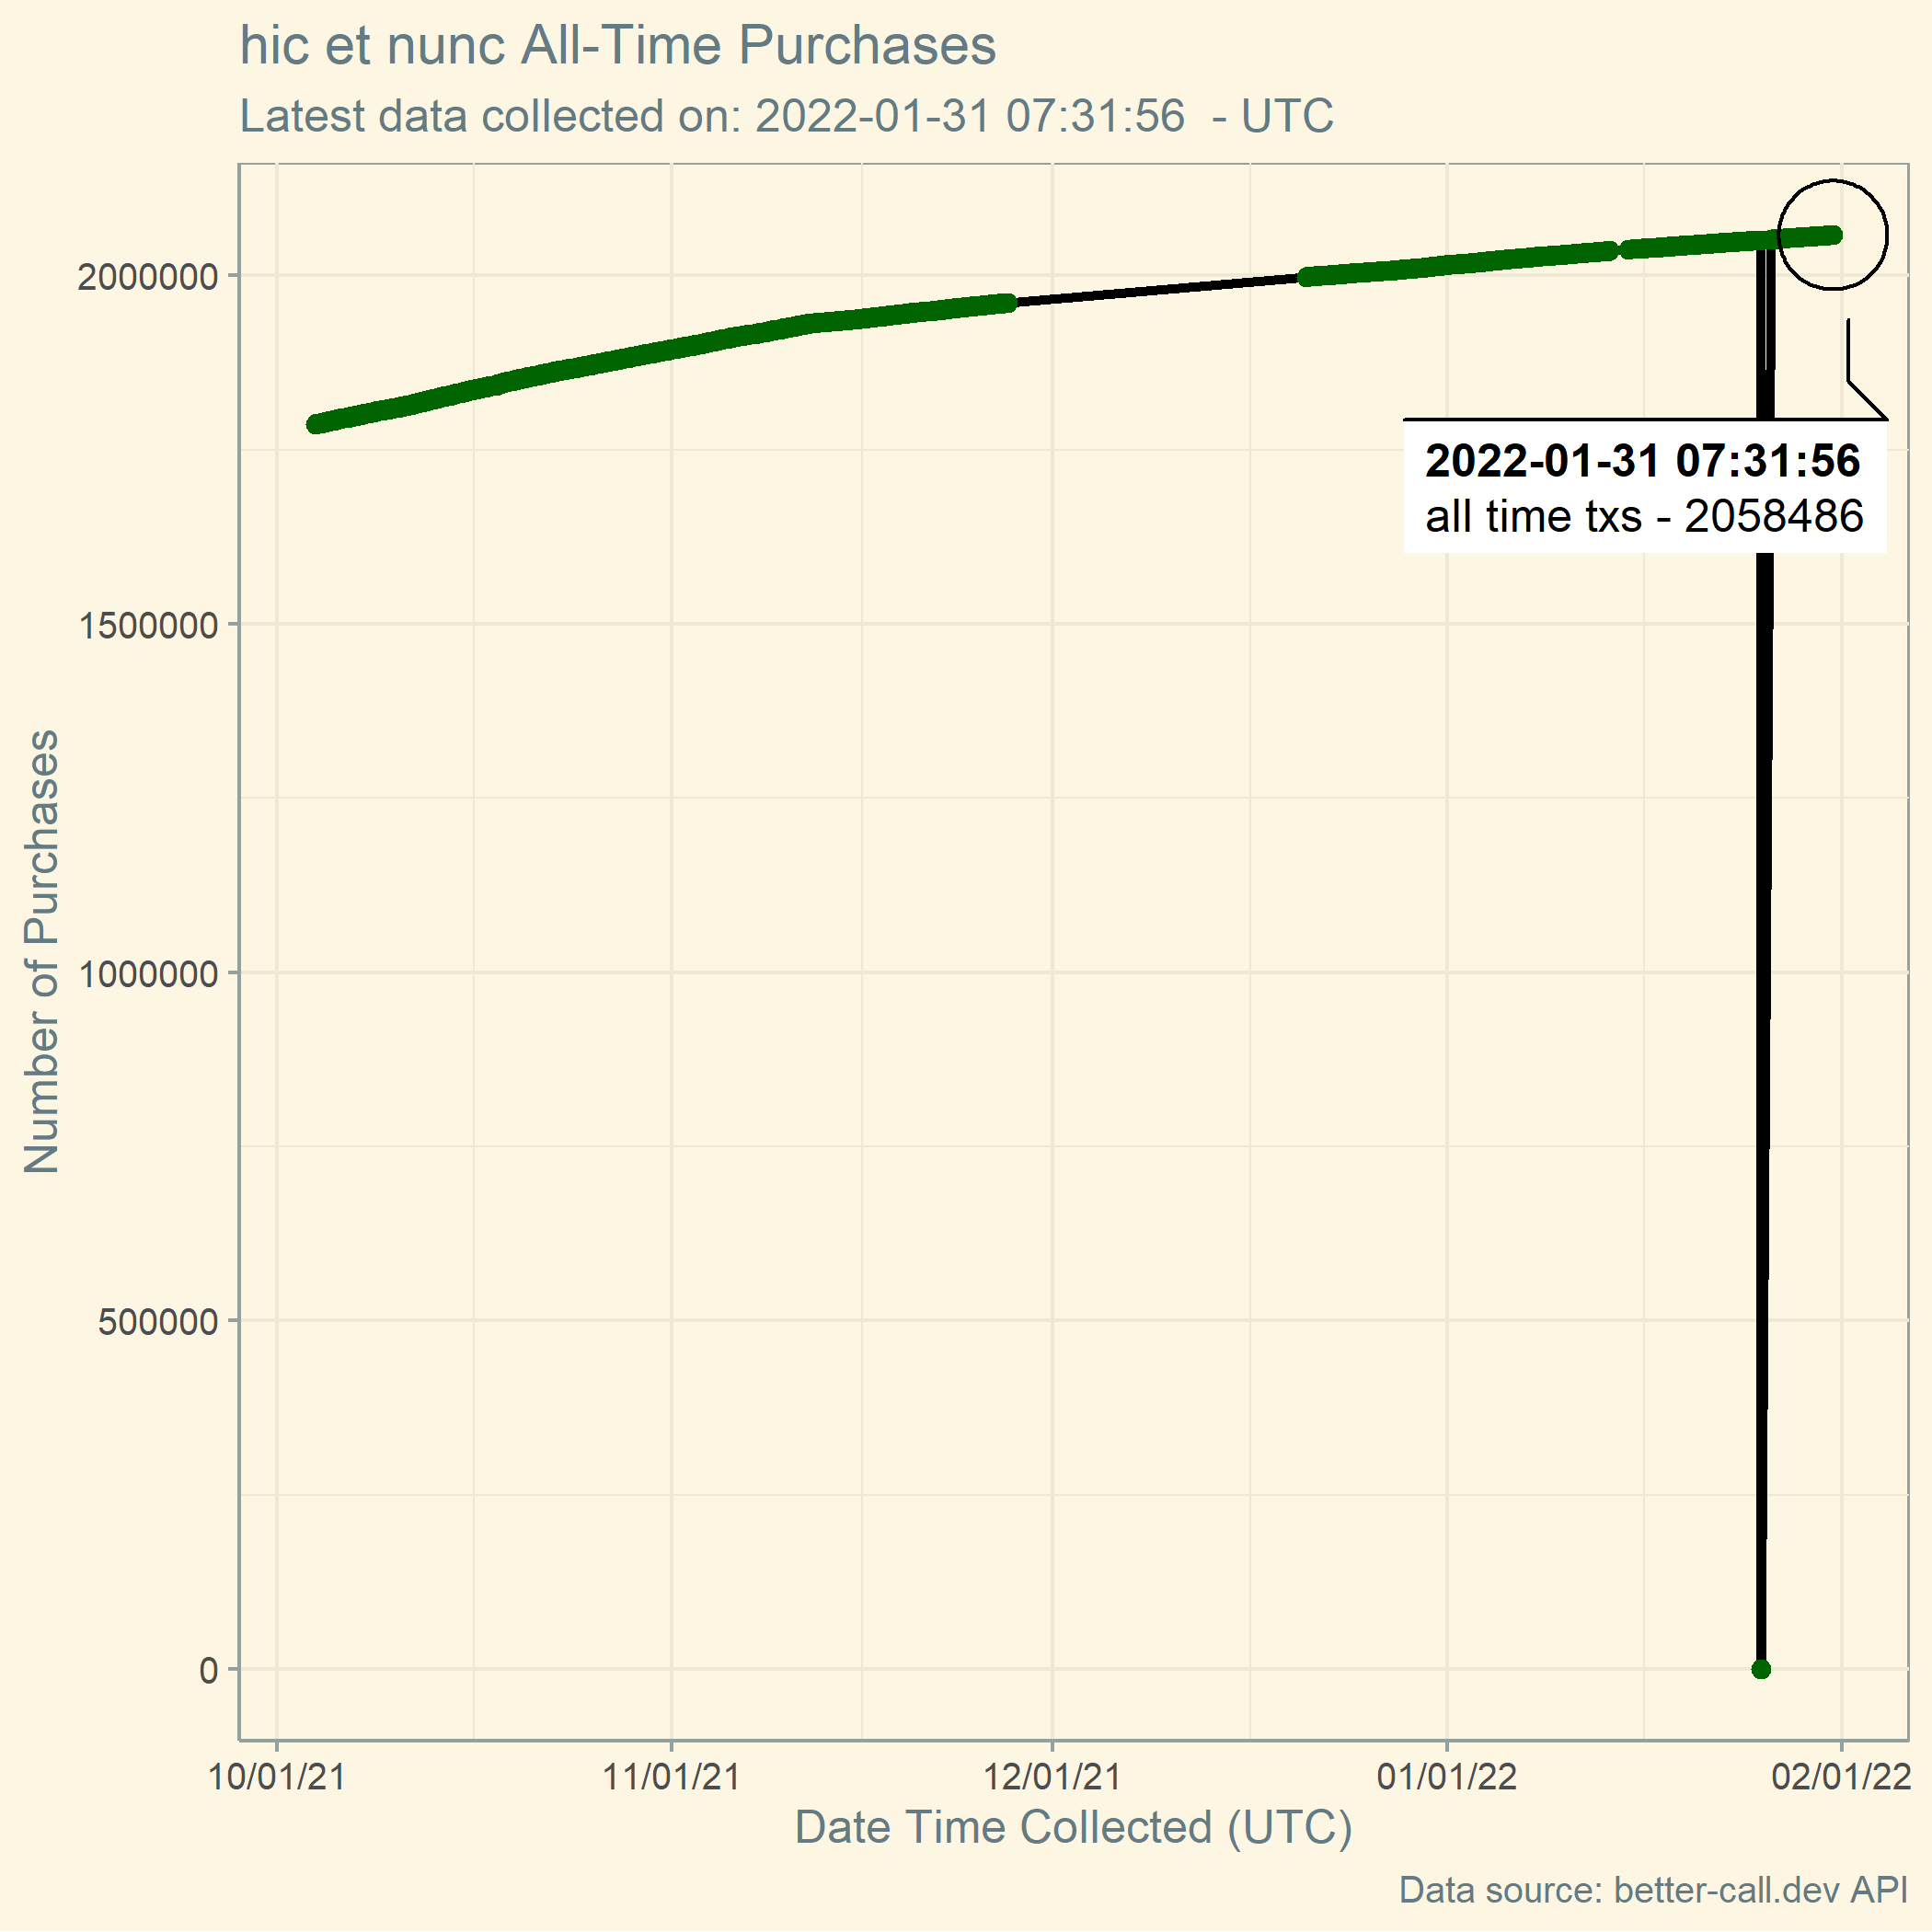 hic et nunc All-Time Purchases
Latest data collected on: 2022-01-31 07:31:56  - UTC
2000000
1500000
1000000
500000
0
Number of Purchases
2022-01-31 07:31:56
all time txs - 2058486
10/01/21
11/01/21
12/01/21
01/01/22
02/01/22
Date Time Collected (UTC)
Data source: better-call.dev API